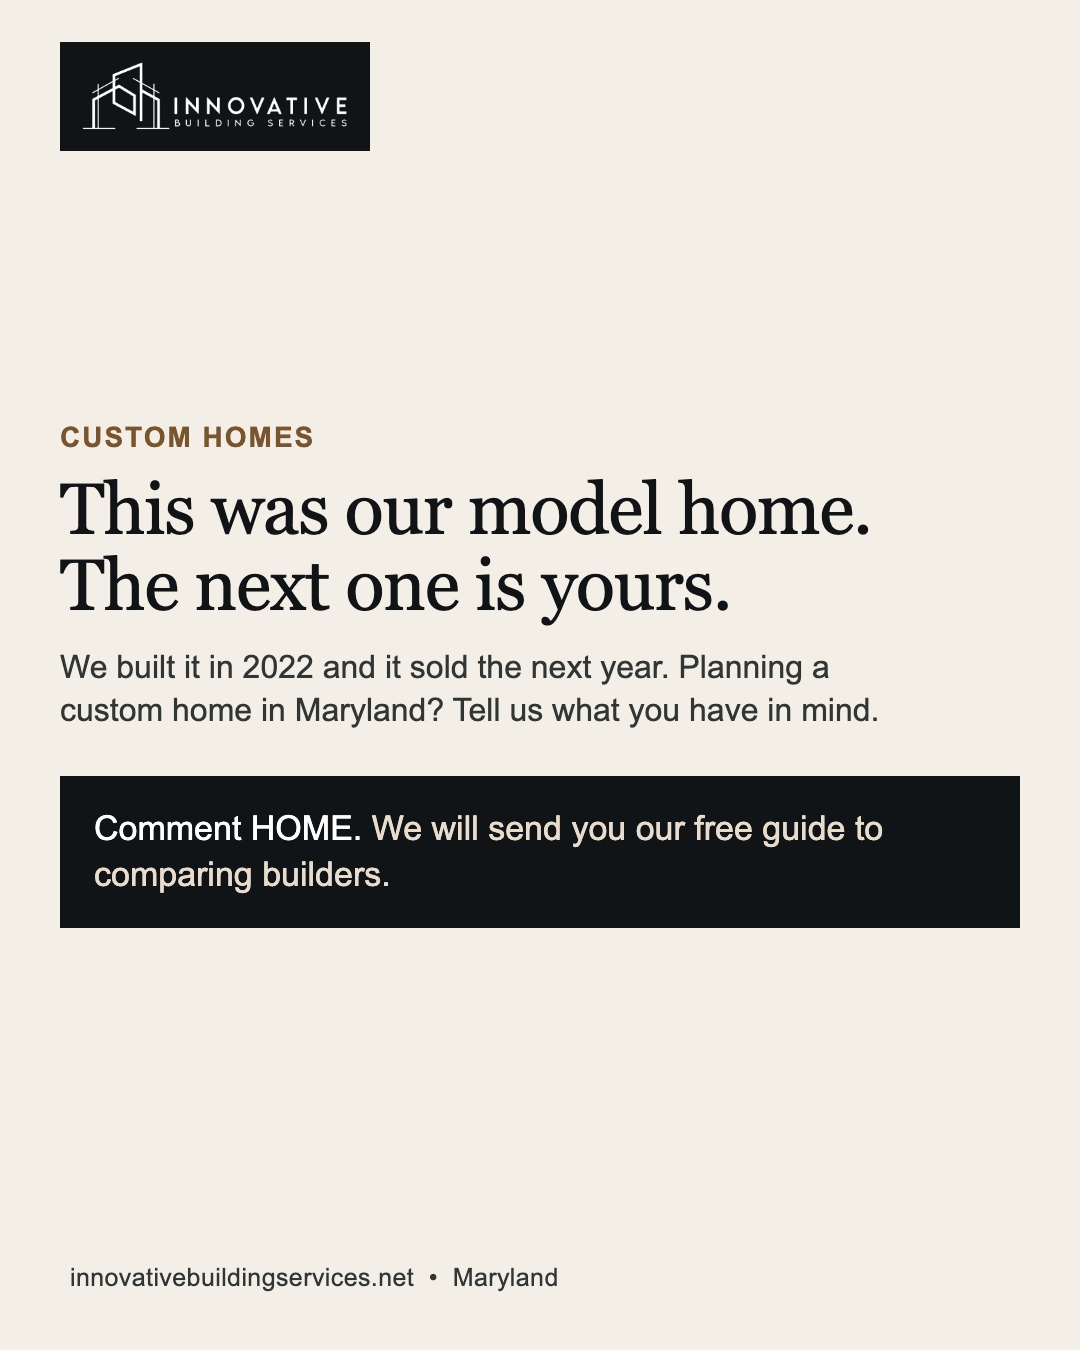 INNOVATIVE
BUILDING SERVICES
CUSTOM HOMES
This was our model home.
The next one is yours.
We built it in 2022 and it sold the next year. Planning a
custom home in Maryland? Tell us what you have in mind.
Comment HOME. We will send you our free guide to
comparing builders.
innovativebuildingservices.net • Maryland